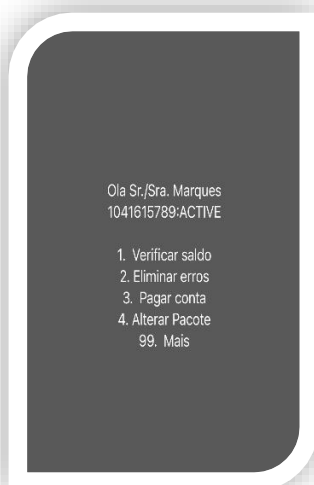 Ola Sr./Sra. Marques
1041615789:ACTIVE
1. Verificar saldo
2. Eliminar erros
3. Pagar conta
4. Alterar Pacote
99. Mais